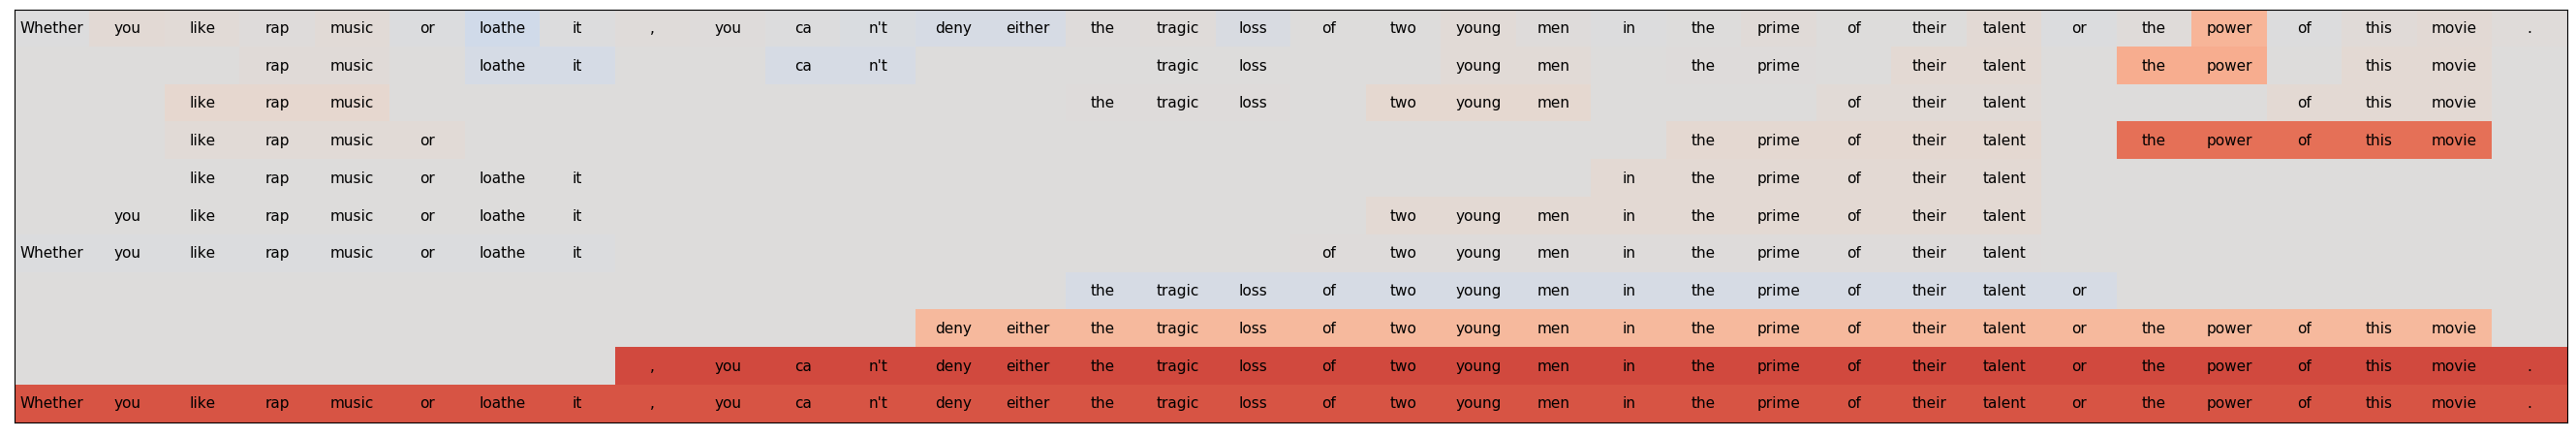 Whether you like rap music or loathe it , you ca n't deny either the tragic loss of two young men in the prime of their talent or the power of this movie .
rap music loathe it ca n't tragic loss young men the prime their talent the power this movie
like rap music the tragic loss two young men of their talent of this movie
like rap music or the prime of their talent the power of this movie
like rap music or loathe it in the prime of their talent
you like rap music or loathe it two young men in the prime of their talent
Whether you like rap music or loathe it of two young men in the prime of their talent
the tragic loss of two young men in the prime of their talent or
deny either the tragic loss of two young men in the prime of their talent or the power of this movie
, you ca n't deny either the tragic loss of two young men in the prime of their talent or the power of this movie .
Whether you like rap music or loathe it , you ca n't deny either the tragic loss of two young men in the prime of their talent or the power of this movie .